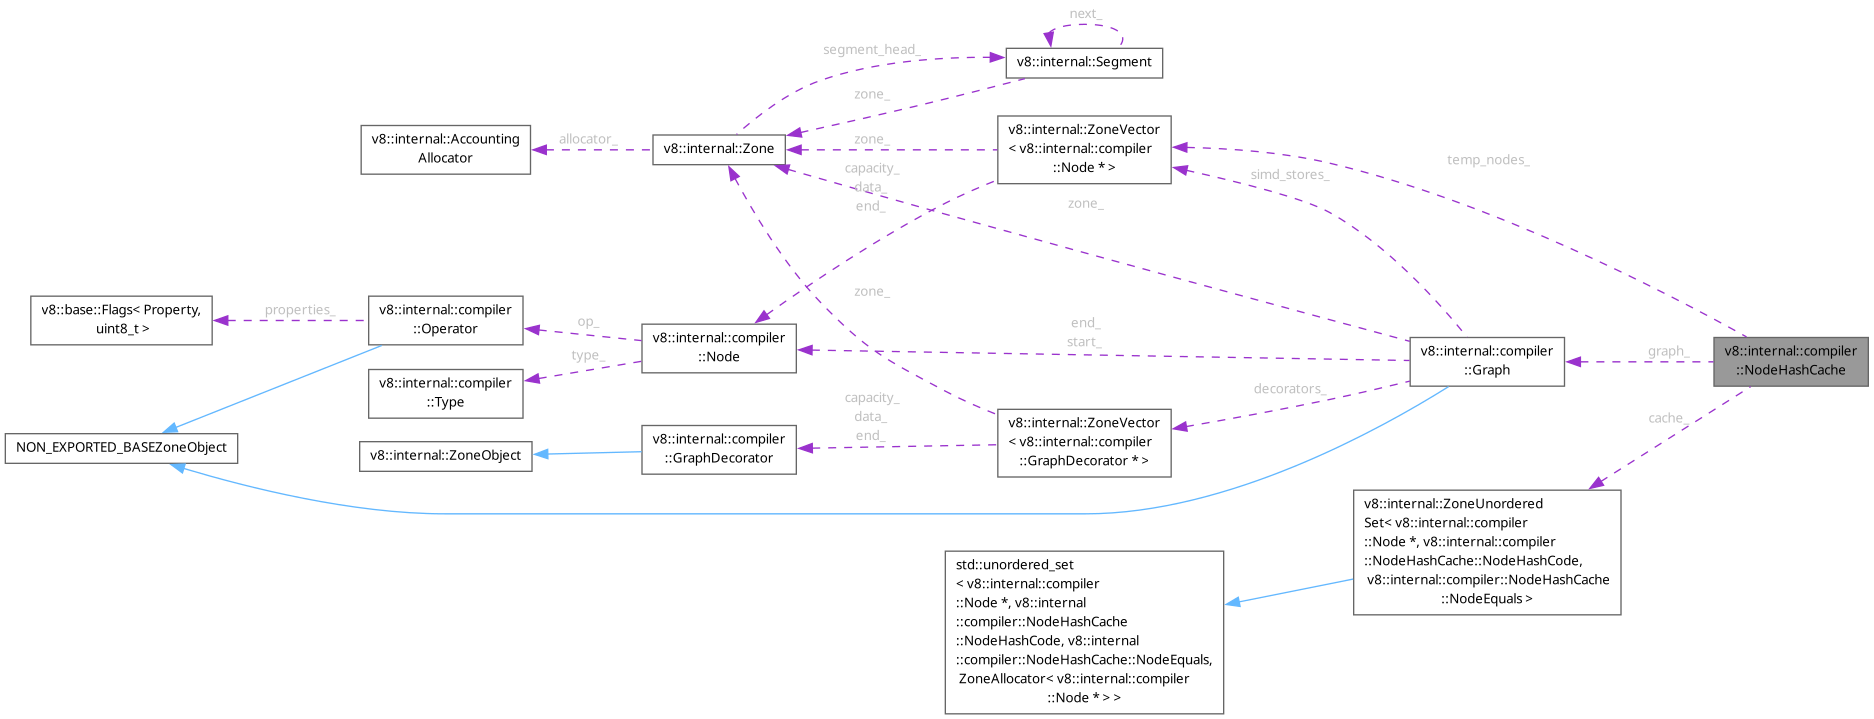 next_
segment_head_
v8::internal::Segment
zone_
v8::internal::Accounting
Allocator
allocator_
v8::internal::Zone
zone_
v8::internal::ZoneVector
< v8::internal::compiler
::Node * >
temp_nodes_
simd_stores_
capacity_
data_
end_
zone_
zone_
v8::base::Flags< Property,
uint8_t >
properties_
v8::internal::compiler
::Operator
op_
type_
v8::internal::compiler
::Node
end_
start_
v8::internal::compiler
::Graph
graph_
v8::internal::compiler
::NodeHashCache
v8::internal::compiler
::Type
decorators_
capacity_
data_
end_
v8::internal::ZoneVector
< v8::internal::compiler
::GraphDecorator * >
cache_
NON_EXPORTED_BASEZoneObject
v8::internal::ZoneObject
v8::internal::compiler
::GraphDecorator
v8::internal::ZoneUnordered
Set< v8::internal::compiler
::Node *, v8::internal::compiler
::NodeHashCache::NodeHashCode,
v8::internal::compiler::NodeHashCache
::NodeEquals >
std::unordered_set
< v8::internal::compiler
::Node *, v8::internal
::compiler::NodeHashCache
::NodeHashCode, v8::internal
::compiler::NodeHashCache::NodeEquals,
ZoneAllocator< v8::internal::compiler
::Node * > >